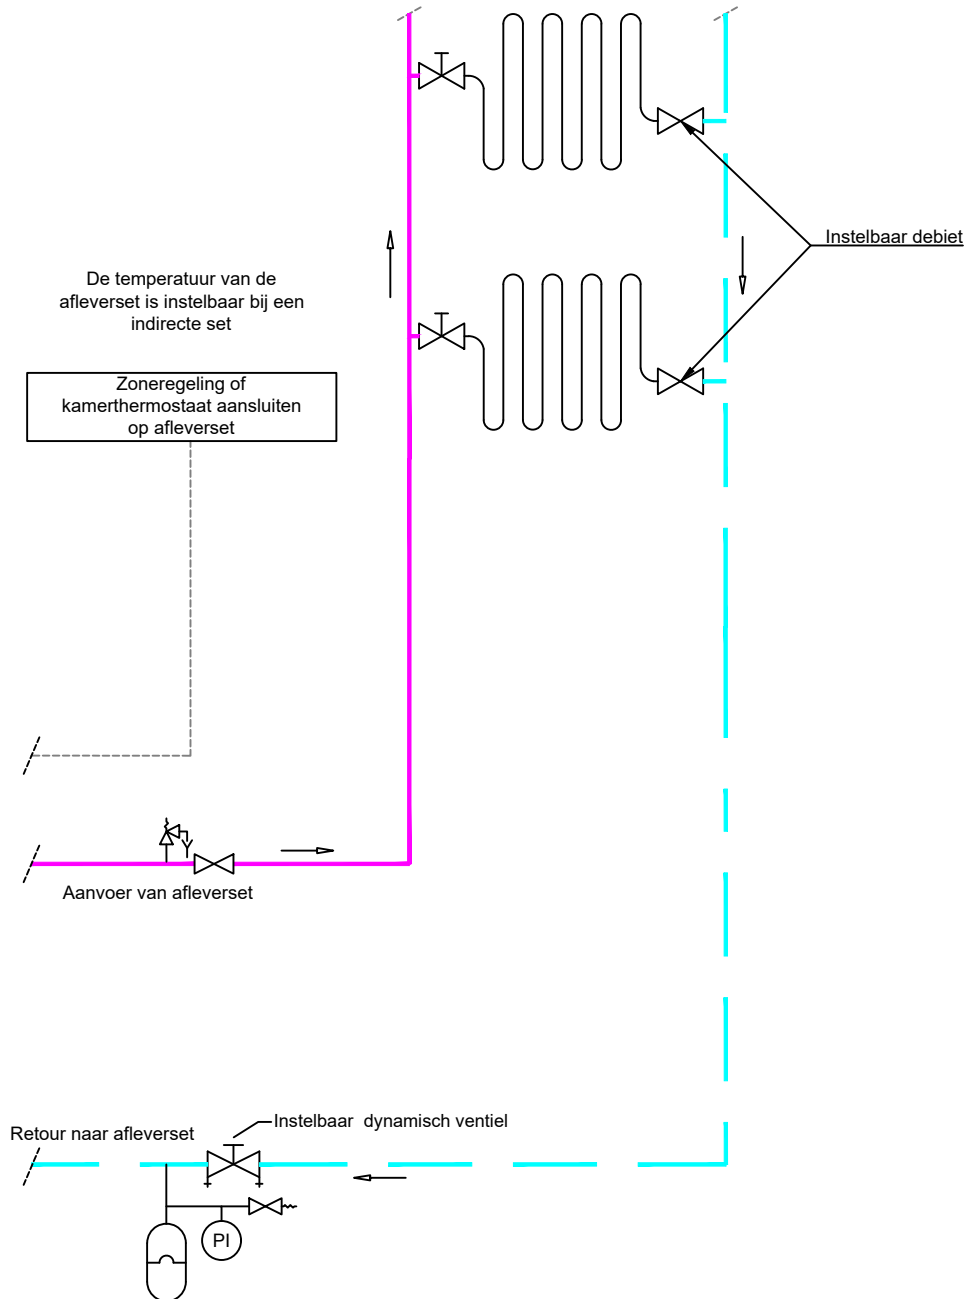 Instelbaar debiet
De temperatuur van de
afleverset is instelbaar bij een
indirecte set
Zoneregeling of
kamerthermostaat aansluiten
op afleverset
Aanvoer van afleverset
Instelbaar dynamisch ventiel
Retour naar afleverset
PI